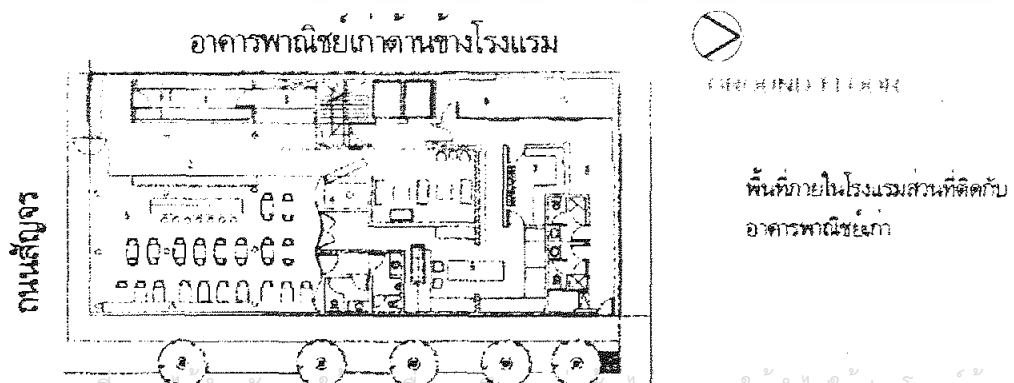 อาคารพาณิชย์เก่าด้านข้างโรงแรม
GROUND FLOOR
พื้นที่ภายในโรงแรมส่วนที่ติดกับ
อาคารพาณิชย์เก่า
ถนนสัญจร